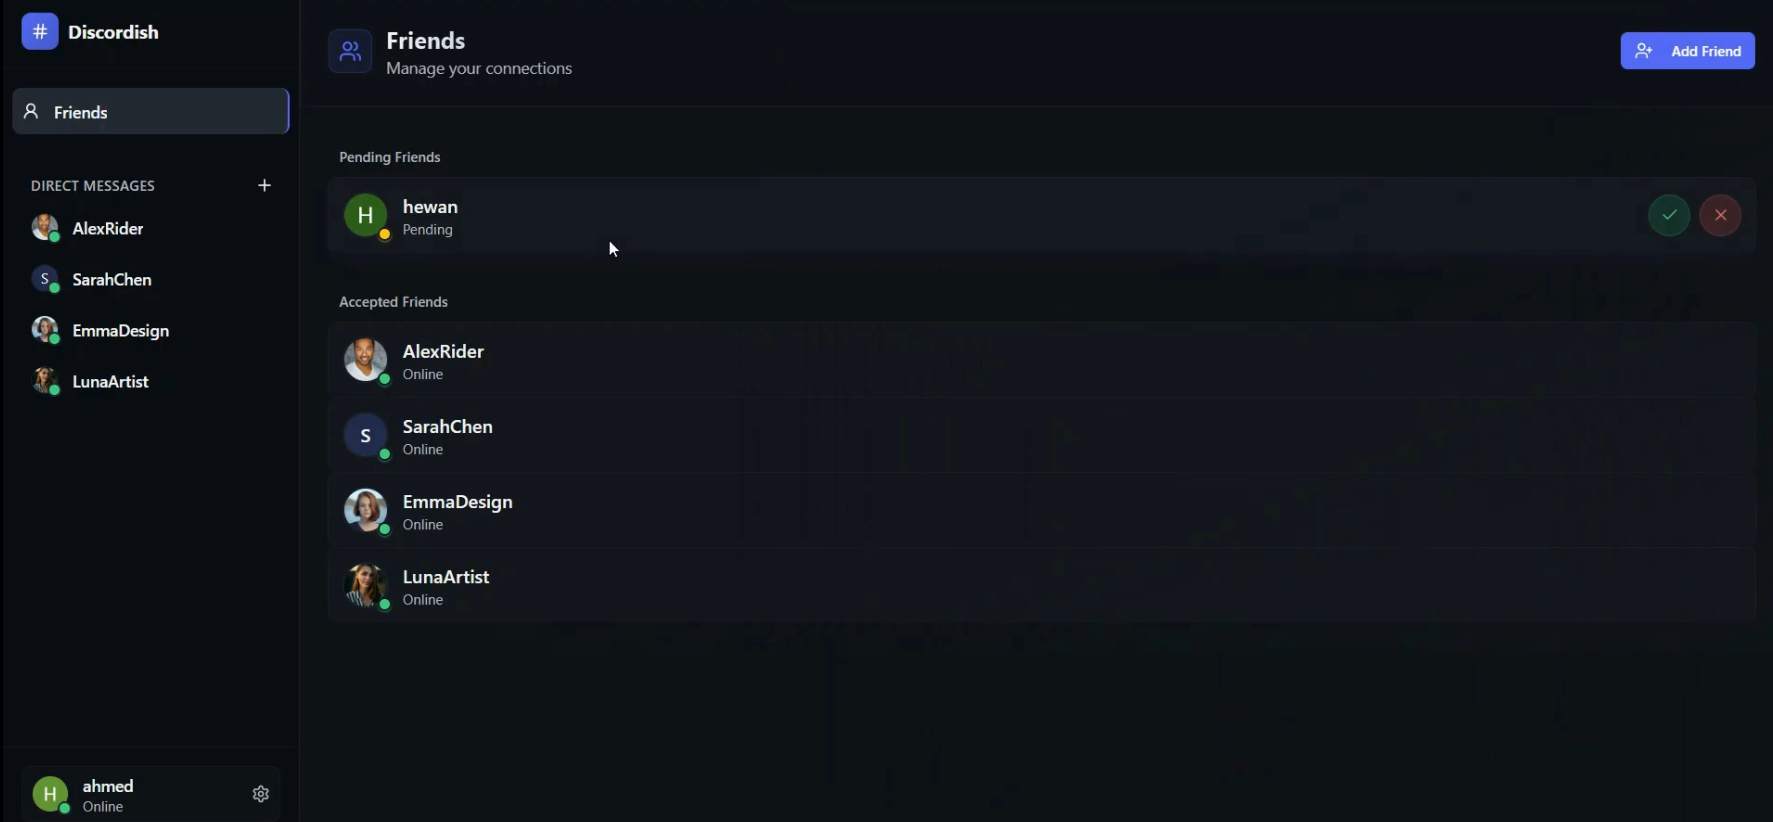 # Discordish
Friends
DIRECT MESSAGES +
AlexRider
S SarahChen
EmmaDesign
LunaArtist
H ahmed
Online
Friends
Manage your connections
Add Friend
Pending Friends
H hewan
Pending
Accepted Friends
AlexRider
Online
S SarahChen
Online
EmmaDesign
Online
LunaArtist
Online